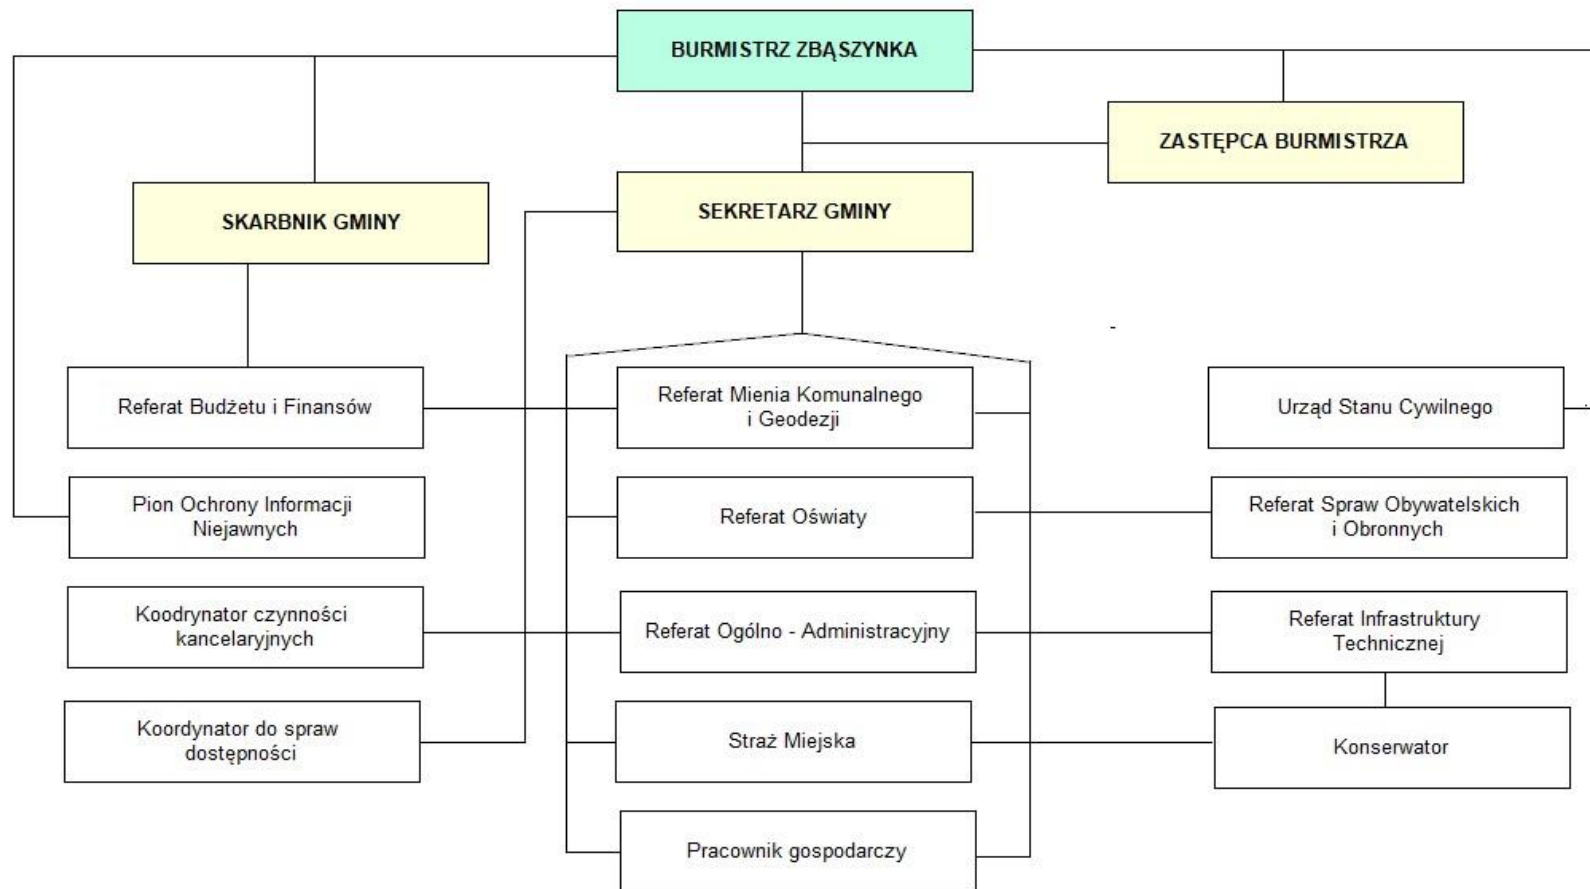 BURMISTRZ ZBĄSZYNKA
ZASTĘPCA BURMISTRZA
SKARBNIK GMINY
SEKRETARZ GMINY
Referat Budżetu i Finansów
Referat Mienia Komunalnego
i Geodezji
Urząd Stanu Cywilnego
Pion Ochrony Informacji
Niejawnych
Referat Oświaty
Referat Spraw Obywatelskich
i Obronnych
Koodrynator czynności
kancelaryjnych
Referat Ogólno - Administracyjny
Referat Infrastruktury
Technicznej
Koordynator do spraw
dostępności
Straż Miejska
Konserwator
Pracownik gospodarczy